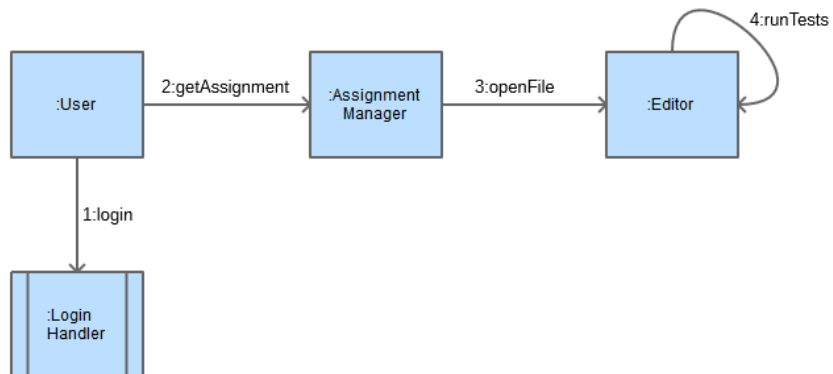 4:runTests
2:getAssignment
3:openFile
:User
:Assignment
Manager
:Editor
1:login
:Login
Handler